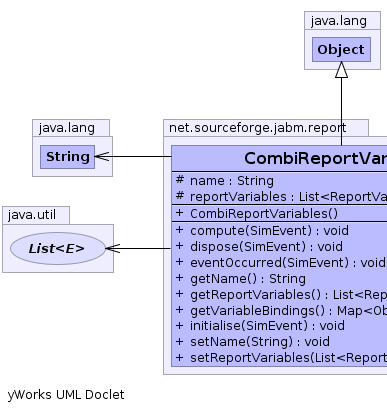 java.lang
Object
java.lang
String
net.sourceforge.jabm.report
CombiReportVar
# name : String
# reportVariables : List<ReportVa
+ CombiReportVariables()
+ compute(SimEvent) : void
+ dispose(SimEvent) : void
+ eventOccurred(SimEvent) : void
+ getName() : String
+ getReportVariables() : List<Rep
+ getVariableBindings() : Map<Ob
+ initialise(SimEvent) : void
+ setName(String) : void
+ setReportVariables(List<Report
java.util
List<E>
yWorks UML Doclet